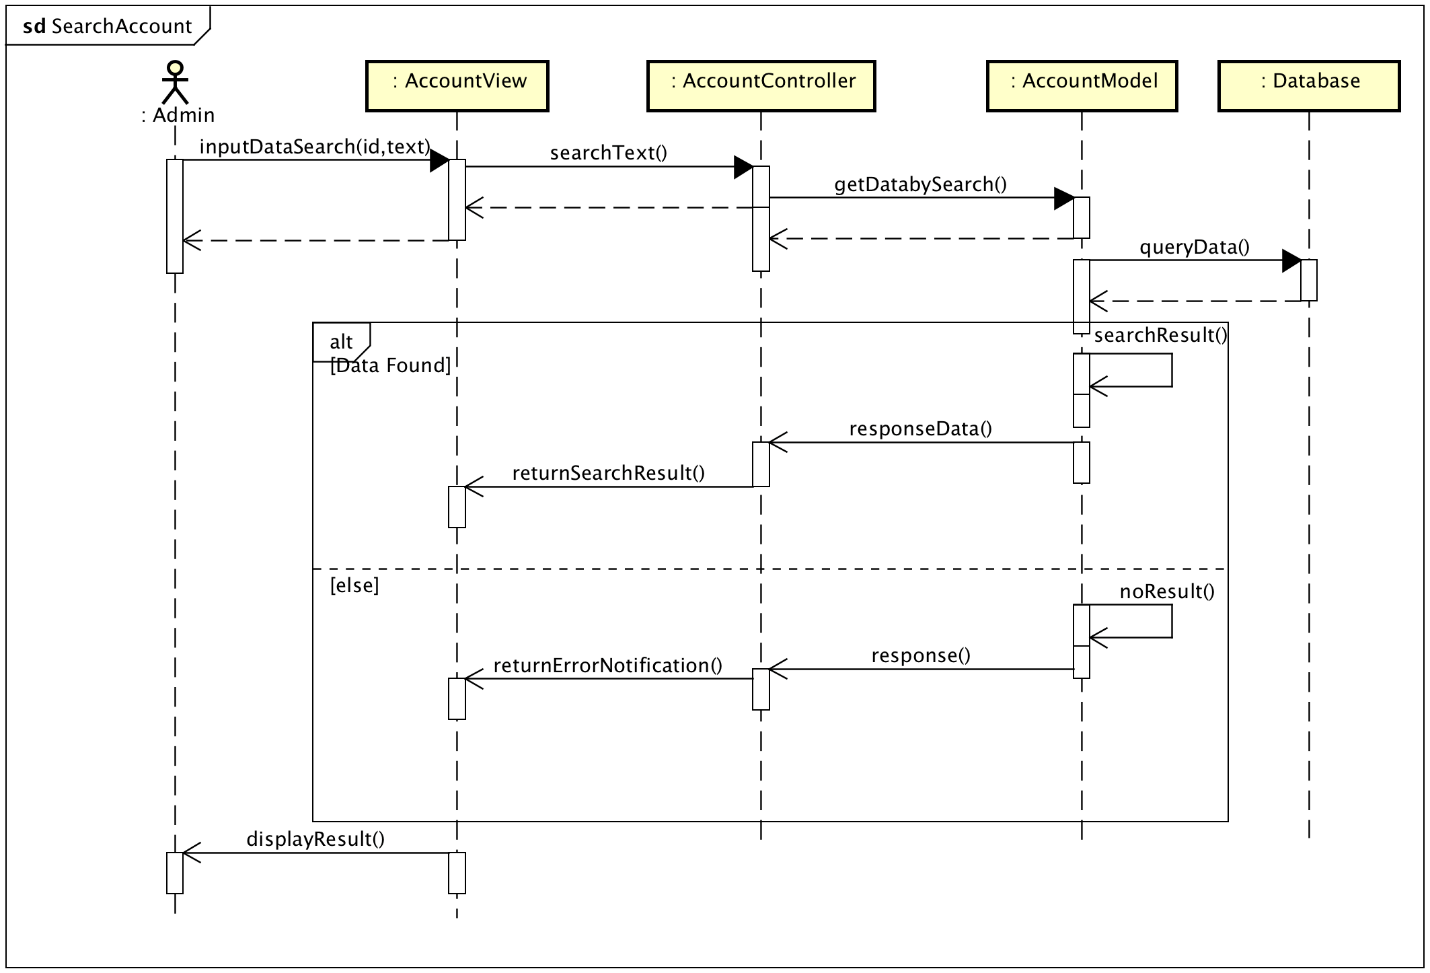 sd SearchAccount
: Admin
: AccountView
: AccountController
: AccountModel
: Database
inputDataSearch(id,text)
searchText()
getDatabySearch()
queryData()
alt
[Data Found]
searchResult()
responseData()
returnSearchResult()
[else]
noResult()
response()
returnErrorNotification()
displayResult()